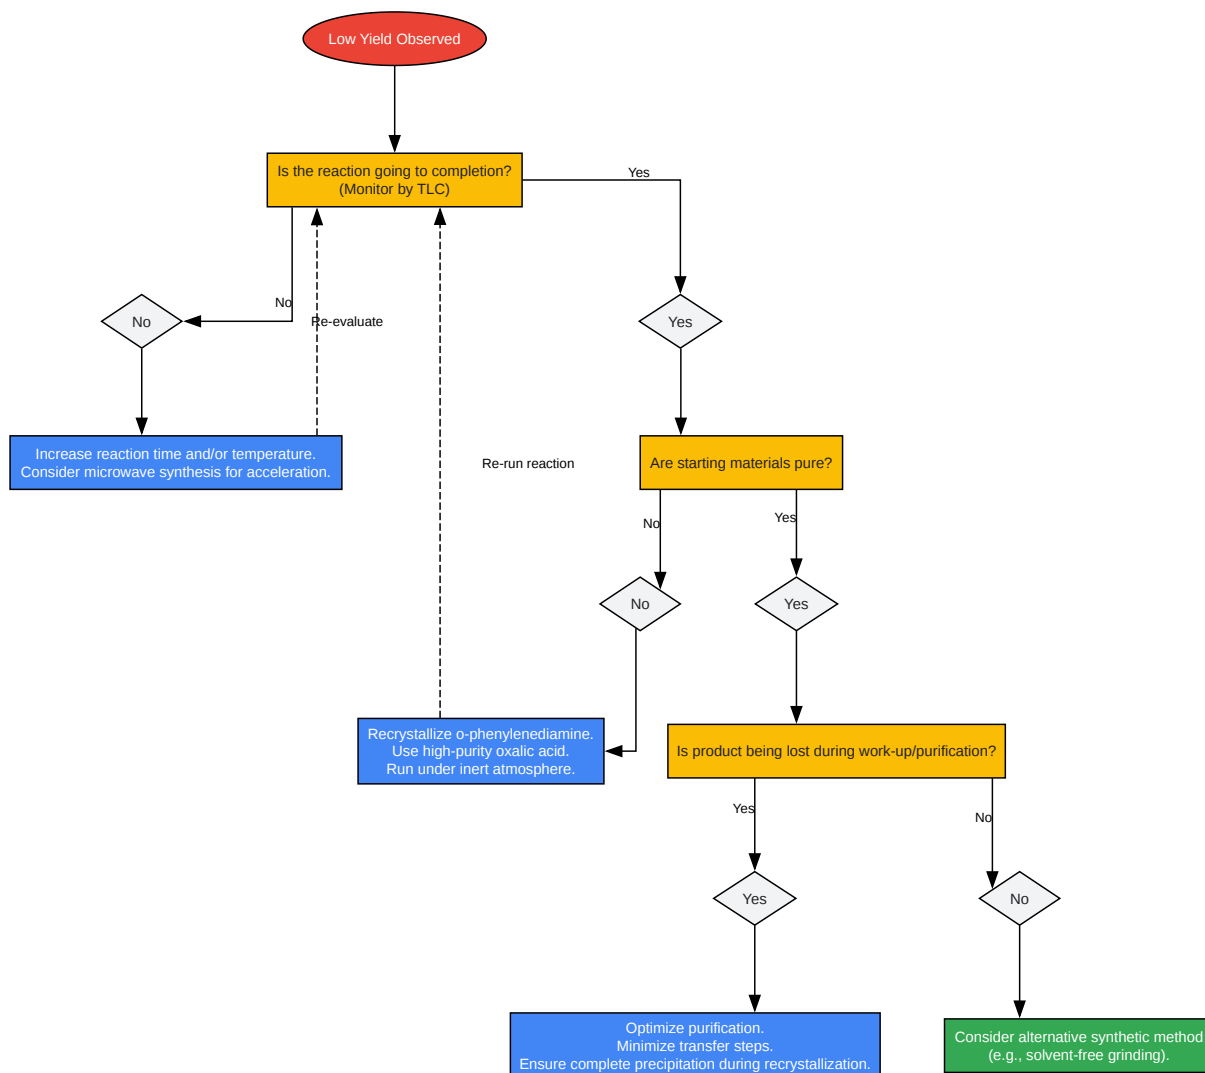 Low Yield Observed
Is the reaction going to completion?
(Monitor by TLC)
Yes
No
No
Re-evaluate
Yes
Increase reaction time and/or temperature.
Consider microwave synthesis for acceleration.
Re-run reaction
Are starting materials pure?
No
Yes
No
Yes
Recrystallize o-phenylenediamine.
Use high-purity oxalic acid.
Run under inert atmosphere.
Is product being lost during work-up/purification?
Yes
No
Yes
No
Optimize purification.
Minimize transfer steps.
Ensure complete precipitation during recrystallization.
Consider alternative synthetic method
(e.g., solvent-free grinding).